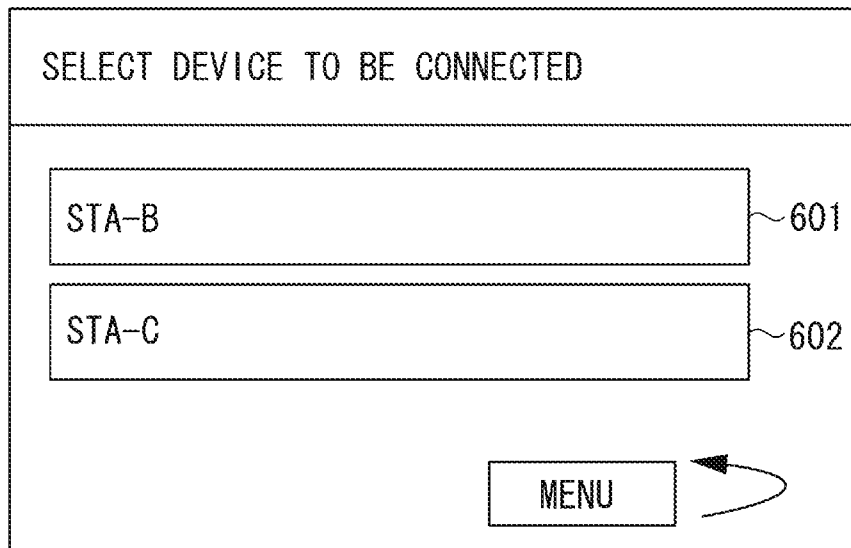 SELECT DEVICE TO BE CONNECTED
STA-B
601
STA-C
602
MENU